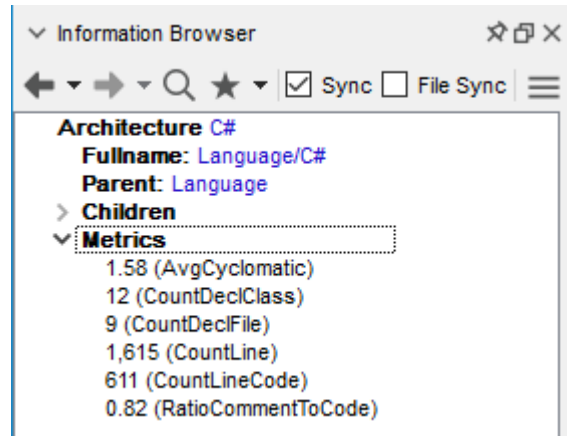 Information Browser
Sync File Sync
Architecture C#
Fullname: Language/C#
Parent: Language
Children
Metrics
1.58 (AvgCyclomatic)
12 (CountDeclClass)
9 (CountDeclFile)
1,615 (CountLine)
611 (CountLineCode)
0.82 (RatioCommentToCode)